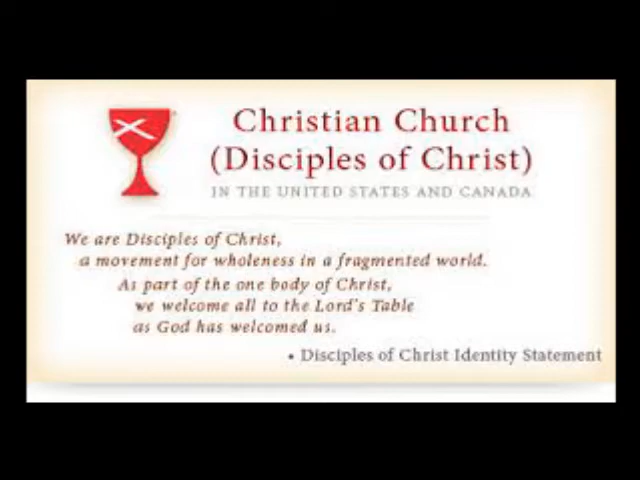 Christian Church
(Disciples of Christ)
IN THE UNITED STATES AND CANADA
We are Disciples of Christ,
a movement for wholeness in a fragmented world.
As part of the one body of Christ,
we welcome all to the Lord's Table
as God has welcomed us.
• Disciples of Christ Identity Statement